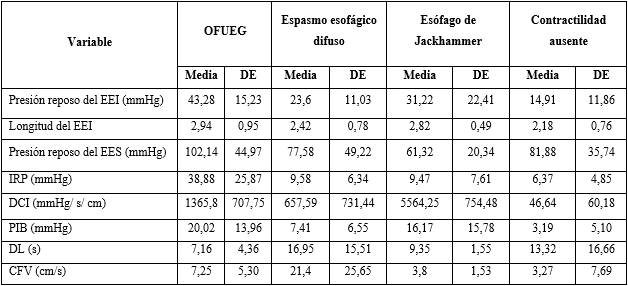 Variable OFUEG Espasmo esofágico difuso Esófago de Jackhammer Contractilidad ausente
Media DE Media DE Media DE Media DE
Presión reposo del EEI (mmHg) 43,28 15,23 23,6 11,03 31,22 22,41 14,91 11,86
Longitud del EEI 2,94 0,95 2,42 0,78 2,82 0,49 2,18 0,76
Presión reposo del EES (mmHg) 102,14 44,97 77,58 49,22 61,32 20,34 81,88 35,74
IRP (mmHg) 38,88 25,87 9,58 6,34 9,47 7,61 6,37 4,85
DCI (mmHg/ s/ cm) 1365,8 707,75 657,59 731,44 5564,25 754,48 46,64 60,18
PIB (mmHg) 20,02 13,96 7,41 6,55 16,17 15,78 3,19 5,10
DL (s) 7,16 4,36 16,95 15,51 9,35 1,55 13,32 16,66
CFV (cm/s) 7,25 5,30 21,4 25,65 3,8 1,53 3,27 7,69